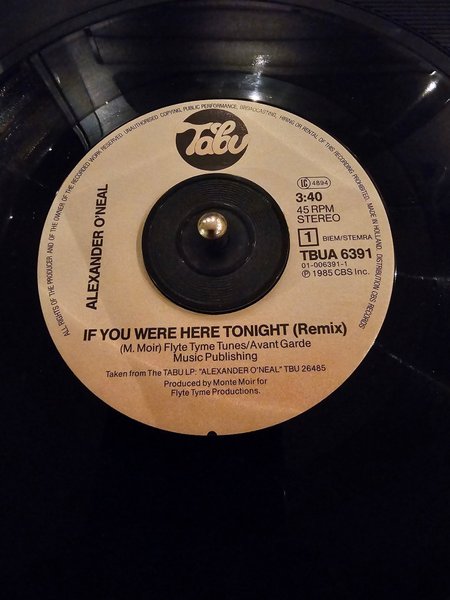 ALL RIGHTS OF THE PRODUCER AND OF THE OWNER OF THE RECORDED WORK RESERVED. UNAUTHORISED COPYING, PUBLIC PERFORMANCE, BROADCASTING, HIRING OR RENTAL OF THIS RECORDING PROHIBITED. MADE IN HOLLAND. DISTRIBUTION CBS RECORDS
Tabu
ALEXANDER O'NEAL
IC 4894
3:40
45 RPM
STEREO
1 BIEM/STEMRA
TBUA 6391
01-006391-1
℗ 1985 CBS Inc.
IF YOU WERE HERE TONIGHT (Remix)
(M. Moir) Flyte Tyme Tunes/Avant Garde
Music Publishing
Taken from The TABU LP: "ALEXANDER O'NEAL" TBU 26485
Produced by Monte Moir for
Flyte Tyme Productions.